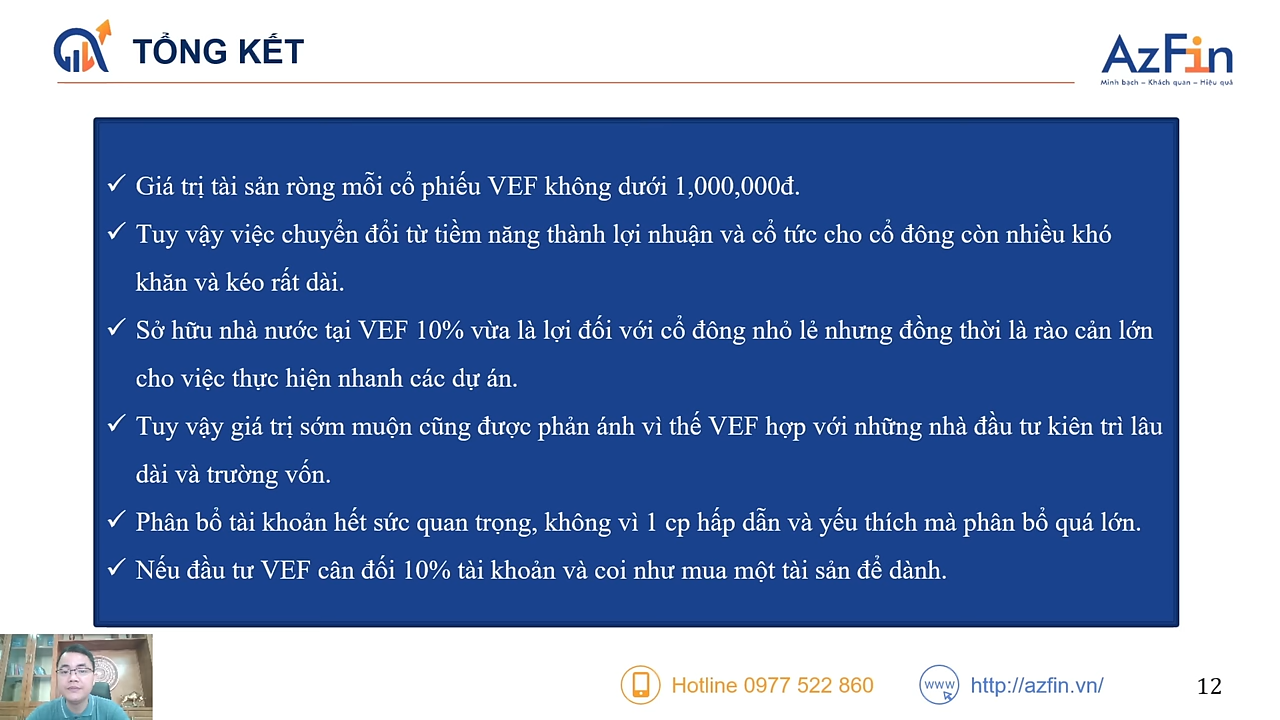 TỔNG KẾT
AzFin
Minh bạch – Khách quan – Hiệu quả
Giá trị tài sản ròng mỗi cổ phiếu VEF không dưới 1,000,000đ.
Tuy vậy việc chuyển đổi từ tiềm năng thành lợi nhuận và cổ tức cho cổ đông còn nhiều khó
khăn và kéo rất dài.
Sở hữu nhà nước tại VEF 10% vừa là lợi đối với cổ đông nhỏ lẻ nhưng đồng thời là rào cản lớn
cho việc thực hiện nhanh các dự án.
Tuy vậy giá trị sớm muộn cũng được phản ánh vì thế VEF hợp với những nhà đầu tư kiên trì lâu
dài và trường vốn.
Phân bổ tài khoản hết sức quan trọng, không vì 1 cp hấp dẫn và yếu thích mà phân bổ quá lớn.
Nếu đầu tư VEF cân đối 10% tài khoản và coi như mua một tài sản để dành.
Hotline 0977 522 860
www
http://azfin.vn/
12